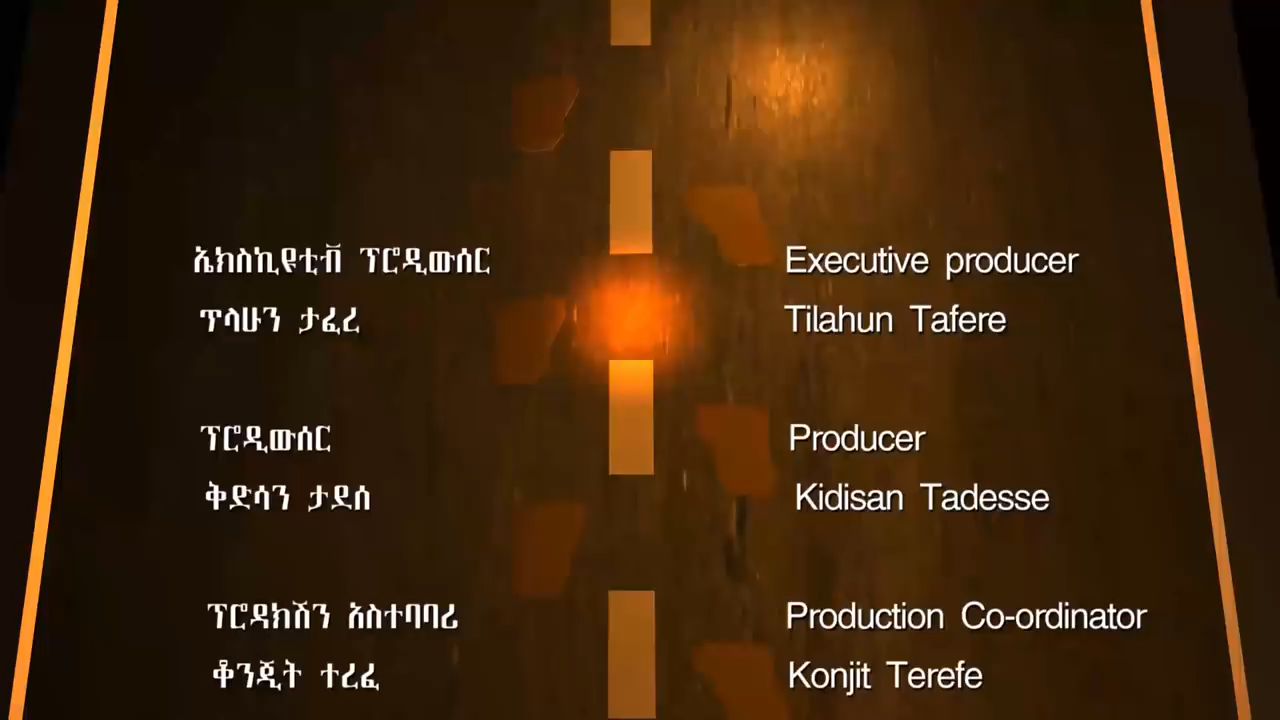 ኤክስኪዩቲቭ ፕሮዲውሰር
Executive producer
ጥላሁን ታፈረ
Tilahun Tafere
ፕሮዲውሰር
Producer
ቅድሳን ታደሰ
Kidisan Tadesse
ፕሮዳክሽን አስተባባሪ
Production Co-ordinator
ቆንጂት ተረፈ
Konjit Terefe